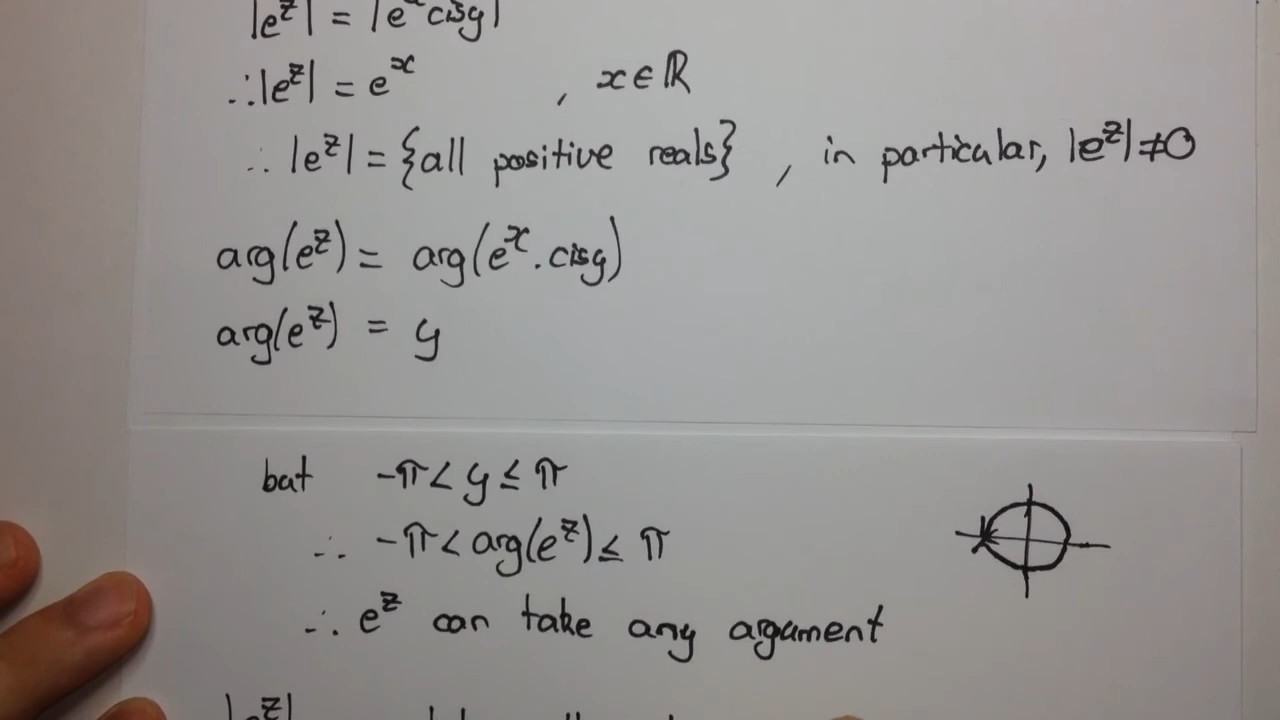 |e^z| = |e^x cis y|
∴ |e^z| = e^x , x ∈ ℝ
∴ |e^z| = {all positive reals} , in particular, |e^z| ≠ 0
arg(e^z) = arg(e^x . cis y)
arg(e^z) = y
but -π < y ≤ π
∴ -π < arg(e^z) ≤ π
∴ e^z can take any argument
|e^z|